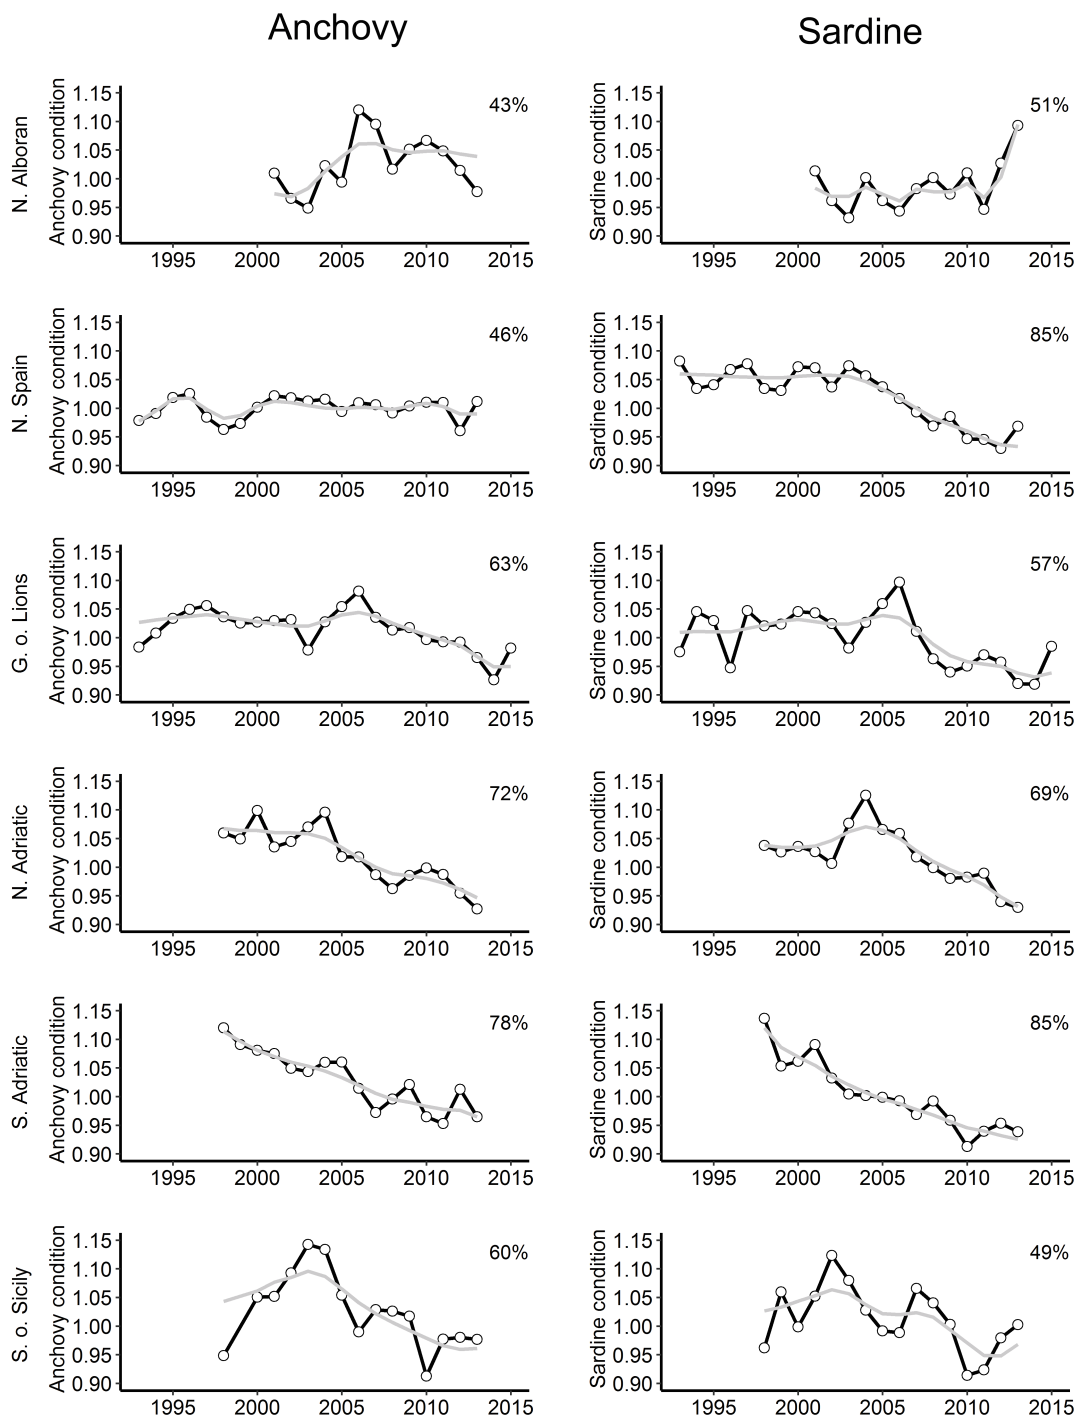 Anchovy Sardine
N. Alboran
Anchovy condition
1.15
1.10
1.05
1.00
0.95
0.90
43%
1995 2000 2005 2010 2015
Sardine condition
1.15
1.10
1.05
1.00
0.95
0.90
51%
1995 2000 2005 2010 2015
N. Spain
Anchovy condition
1.15
1.10
1.05
1.00
0.95
0.90
46%
1995 2000 2005 2010 2015
Sardine condition
1.15
1.10
1.05
1.00
0.95
0.90
85%
1995 2000 2005 2010 2015
G. o. Lions
Anchovy condition
1.15
1.10
1.05
1.00
0.95
0.90
63%
1995 2000 2005 2010 2015
Sardine condition
1.15
1.10
1.05
1.00
0.95
0.90
57%
1995 2000 2005 2010 2015
N. Adriatic
Anchovy condition
1.15
1.10
1.05
1.00
0.95
0.90
72%
1995 2000 2005 2010 2015
Sardine condition
1.15
1.10
1.05
1.00
0.95
0.90
69%
1995 2000 2005 2010 2015
S. Adriatic
Anchovy condition
1.15
1.10
1.05
1.00
0.95
0.90
78%
1995 2000 2005 2010 2015
Sardine condition
1.15
1.10
1.05
1.00
0.95
0.90
85%
1995 2000 2005 2010 2015
S. o. Sicily
Anchovy condition
1.15
1.10
1.05
1.00
0.95
0.90
60%
1995 2000 2005 2010 2015
Sardine condition
1.15
1.10
1.05
1.00
0.95
0.90
49%
1995 2000 2005 2010 2015